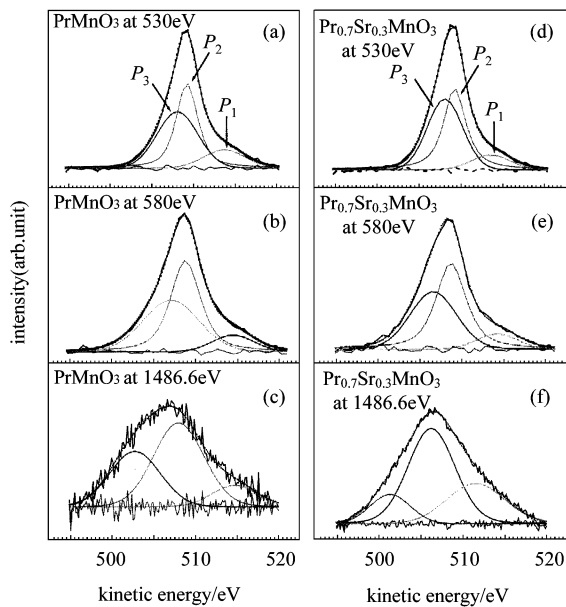 PrMnO₃ at 530eV
(a)
P₃
P₂
P₁
Pr₀.₇Sr₀.₃MnO₃
at 530eV
(d)
P₃
P₂
P₁
PrMnO₃ at 580eV
(b)
Pr₀.₇Sr₀.₃MnO₃
at 580eV
(e)
intensity(arb.unit)
PrMnO₃ at 1486.6eV
(c)
Pr₀.₇Sr₀.₃MnO₃
at 1486.6eV
(f)
500 510 520
500 510 520
kinetic energy/eV
kinetic energy/eV